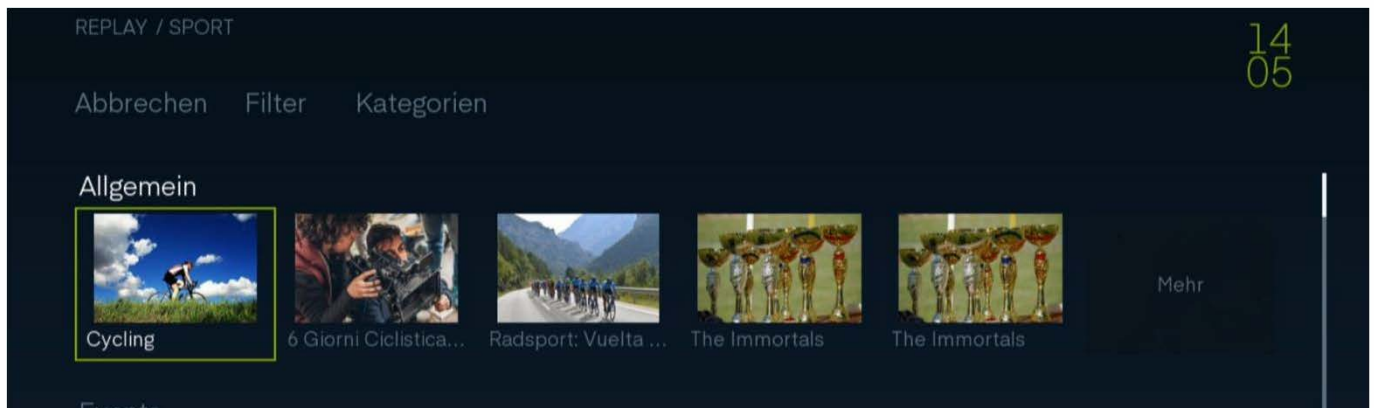 REPLAY / SPORT
14
05
Abbrechen Filter Kategorien
Allgemein
Cycling
6 Giorni Ciclistica...
Radsport: Vuelta ...
The Immortals
The Immortals
Mehr